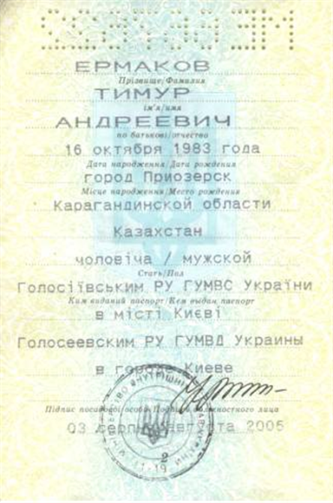 ЕРМАКОВ
Прізвище/Фамилия
ТИМУР
ім'я/имя
АНДРЕЕВИЧ
по батькові/отчество
16 октября 1983 года
Дата народження/Дата рождения
город Приозерск
Місце народження/Место рождения
Карагандинской области
Казахстан
чоловіча / мужской
Стать/Пол
Голосіївським РУ ГУМВС України
Ким виданий паспорт/Кем выдан паспорт
в місті Києві
Голосеевским РУ ГУМВД Украины
в городе Киеве
Підпис посадової особи/Подпись должностного лица
03 серпня/августа 2005